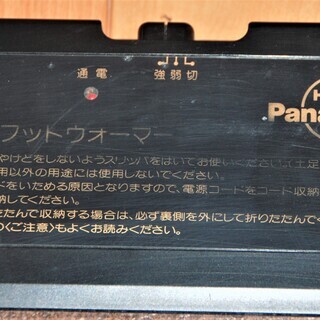 通電 強弱切
H
Pana
フットウォーマー
やけどをしないようスリッパをはいてお使いください(土足
用以外の用途には使用しないでください。
ドをいためる原因となりますので、電源コードをコード収納
納してください。
たたんで収納する場合は、必ず裏側を外にして折りたたんで
〈ご注意〉もよくお読みください。